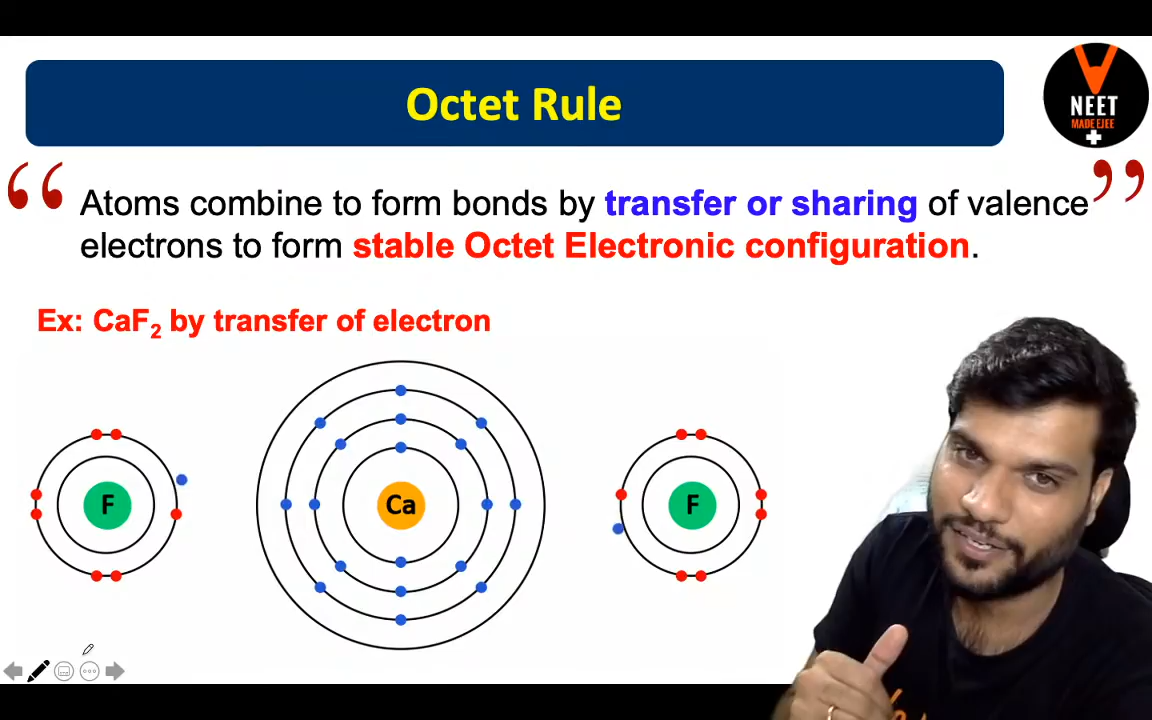 Octet Rule
NEET
MADE EJEE
“ Atoms combine to form bonds by transfer or sharing of valence ”
electrons to form stable Octet Electronic configuration.
Ex: CaF₂ by transfer of electron
F
Ca
F